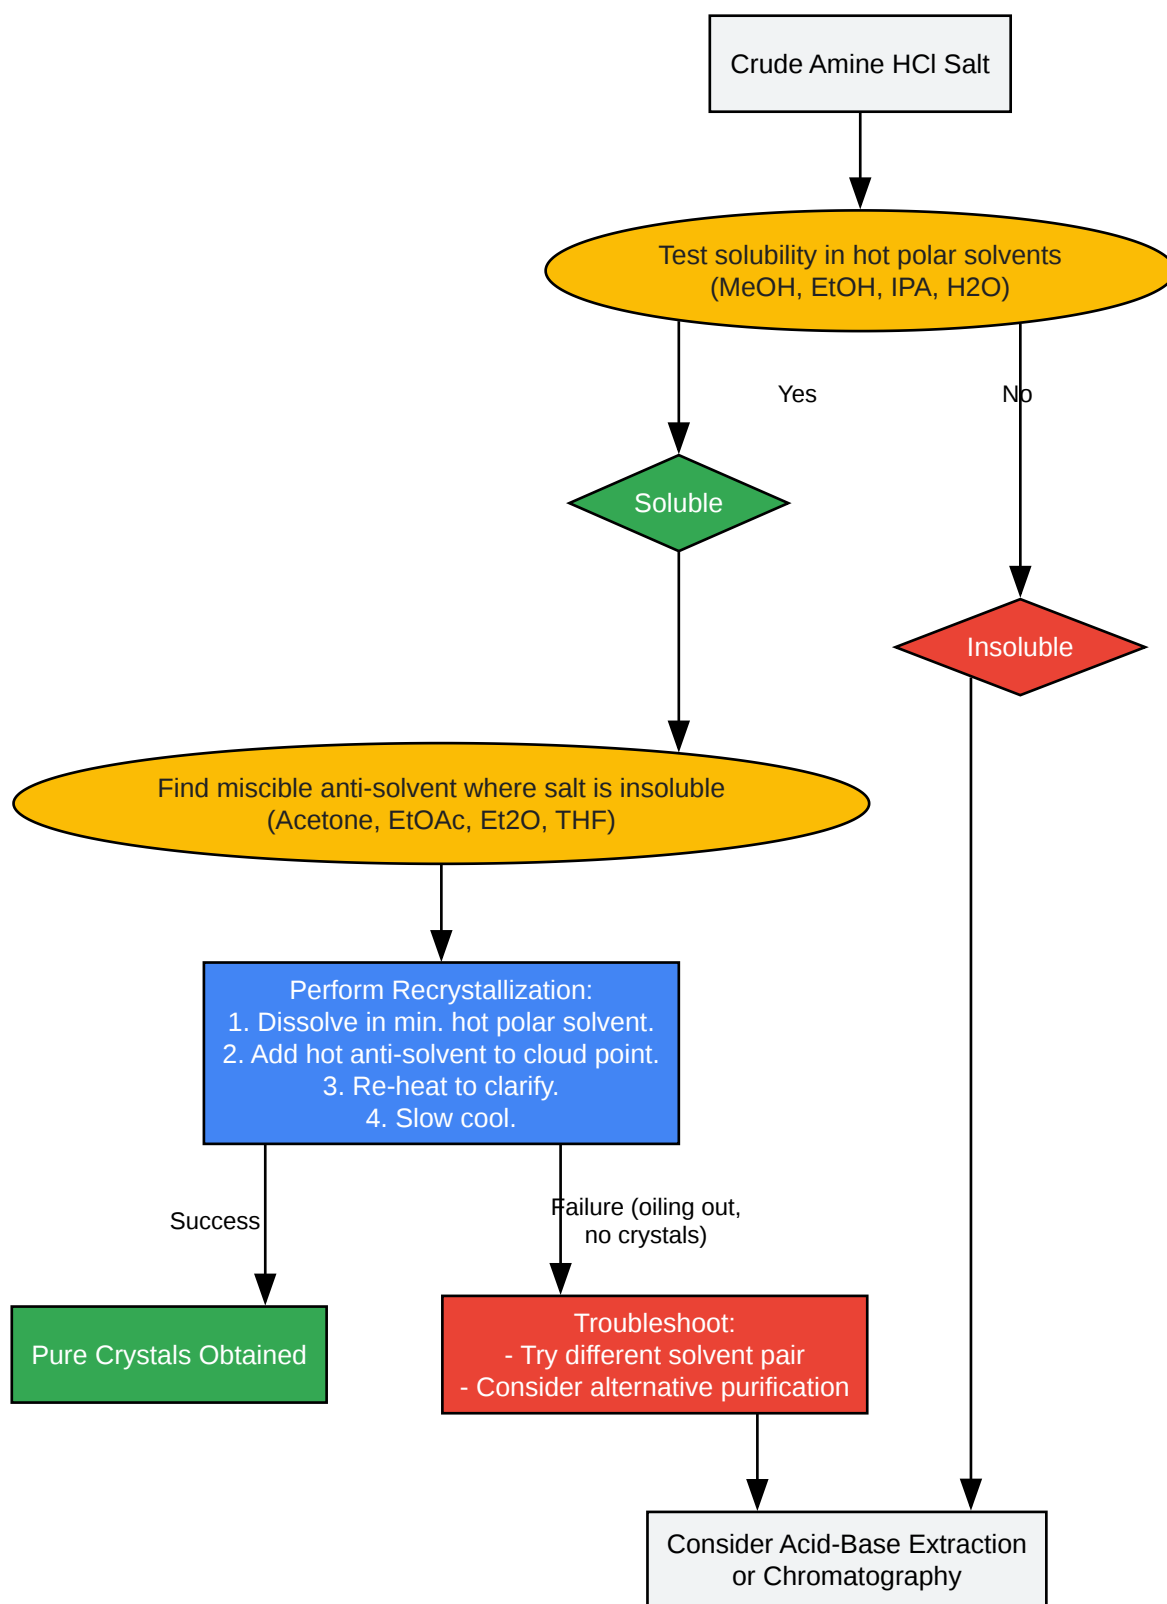 Crude Amine HCl Salt
Test solubility in hot polar solvents
(MeOH, EtOH, IPA, H2O)
Yes
No
Soluble
Insoluble
Find miscible anti-solvent where salt is insoluble
(Acetone, EtOAc, Et2O, THF)
Perform Recrystallization:
1. Dissolve in min. hot polar solvent.
2. Add hot anti-solvent to cloud point.
3. Re-heat to clarify.
4. Slow cool.
Success
Failure (oiling out,
no crystals)
Pure Crystals Obtained
Troubleshoot:
- Try different solvent pair
- Consider alternative purification
Consider Acid-Base Extraction
or Chromatography